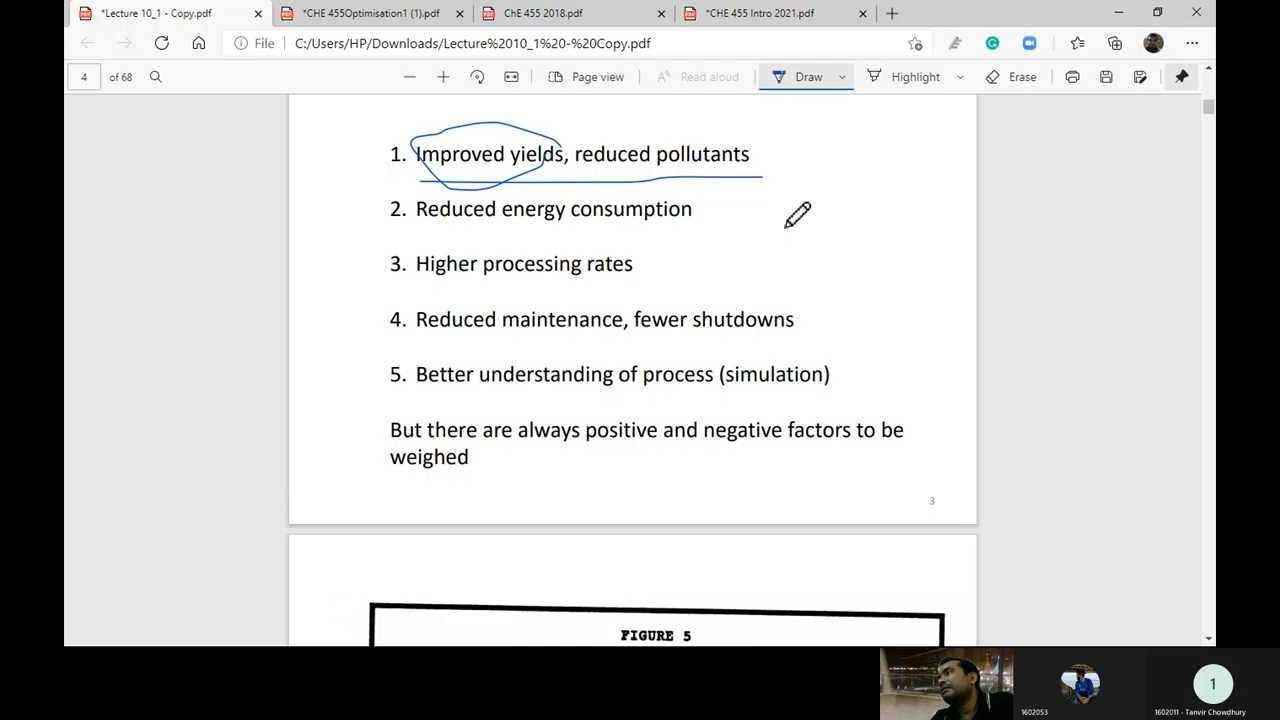 *Lecture 10_1 - Copy.pdf
*CHE 455Optimisation1 (1).pdf
ChE 455 2018.pdf
*CHE 455 Intro 2021.pdf
File
C:/Users/HP/Downloads/Lecture%2010_1%20-%20Copy.pdf
4 of 68
Page view
Read aloud
Draw
Highlight
Erase
1. Improved yields, reduced pollutants
2. Reduced energy consumption
3. Higher processing rates
4. Reduced maintenance, fewer shutdowns
5. Better understanding of process (simulation)
But there are always positive and negative factors to be
weighed
3
FIGURE 5
1
1602053
1602011 - Tanvir Chowdhury